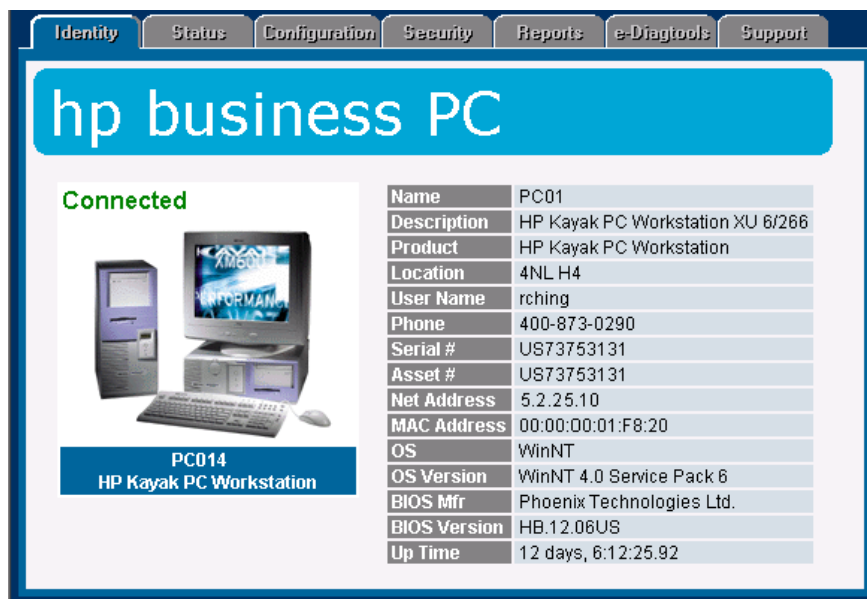 Identity Status Configuration Security Reports e-Diagtools Support
hp business PC
Connected
KAYAK
XM600
PERFORMANC
PC014
HP Kayak PC Workstation
Name PC01
Description HP Kayak PC Workstation XU 6/266
Product HP Kayak PC Workstation
Location 4NL H4
User Name rching
Phone 400-873-0290
Serial # US73753131
Asset # US73753131
Net Address 5.2.25.10
MAC Address 00:00:00:01:F8:20
OS WinNT
OS Version WinNT 4.0 Service Pack 6
BIOS Mfr Phoenix Technologies Ltd.
BIOS Version HB.12.06US
Up Time 12 days, 6:12:25.92